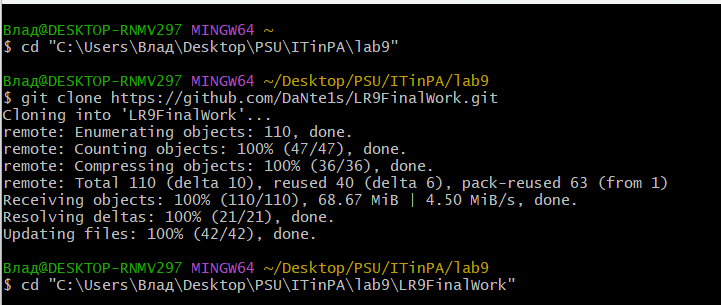 Влад@DESKTOP-RNMV297 MINGW64 ~
$ cd "C:\Users\Влад\Desktop\PSU\ITinPA\lab9"
Влад@DESKTOP-RNMV297 MINGW64 ~/Desktop/PSU/ITinPA/lab9
$ git clone https://github.com/DaNte1s/LR9FinalWork.git
Cloning into 'LR9FinalWork'...
remote: Enumerating objects: 110, done.
remote: Counting objects: 100% (47/47), done.
remote: Compressing objects: 100% (36/36), done.
remote: Total 110 (delta 10), reused 40 (delta 6), pack-reused 63 (from 1)
Receiving objects: 100% (110/110), 68.67 MiB | 4.50 MiB/s, done.
Resolving deltas: 100% (21/21), done.
Updating files: 100% (42/42), done.
Влад@DESKTOP-RNMV297 MINGW64 ~/Desktop/PSU/ITinPA/lab9
$ cd "C:\Users\Влад\Desktop\PSU\ITinPA\lab9\LR9FinalWork"